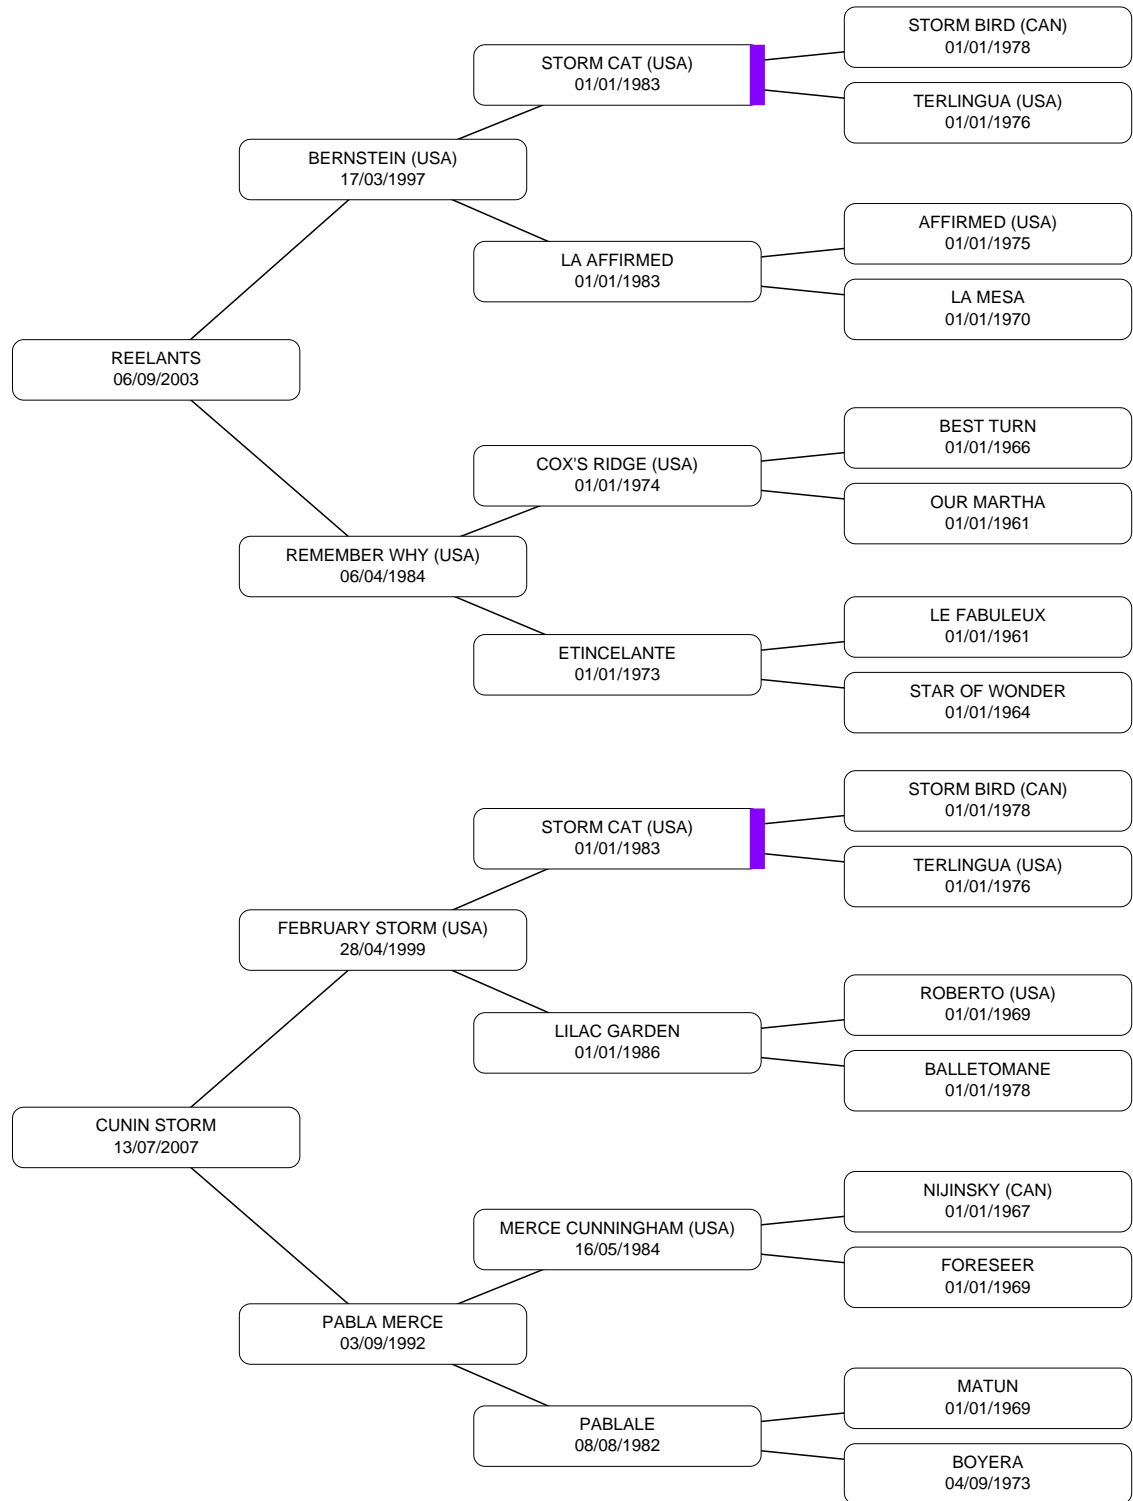 STORM BIRD (CAN)
01/01/1978
STORM CAT (USA)
01/01/1983
TERLINGUA (USA)
01/01/1976
BERNSTEIN (USA)
17/03/1997
AFFIRMED (USA)
01/01/1975
LA AFFIRMED
01/01/1983
LA MESA
01/01/1970
REELANTS
06/09/2003
BEST TURN
01/01/1966
COX'S RIDGE (USA)
01/01/1974
OUR MARTHA
01/01/1961
REMEMBER WHY (USA)
06/04/1984
LE FABULEUX
01/01/1961
ETINCELANTE
01/01/1973
STAR OF WONDER
01/01/1964
STORM BIRD (CAN)
01/01/1978
STORM CAT (USA)
01/01/1983
TERLINGUA (USA)
01/01/1976
FEBRUARY STORM (USA)
28/04/1999
ROBERTO (USA)
01/01/1969
LILAC GARDEN
01/01/1986
BALLETOMANE
01/01/1978
CUNIN STORM
13/07/2007
NIJINSKY (CAN)
01/01/1967
MERCE CUNNINGHAM (USA)
16/05/1984
FORESEER
01/01/1969
PABLA MERCE
03/09/1992
MATUN
01/01/1969
PABLALE
08/08/1982
BOYERA
04/09/1973